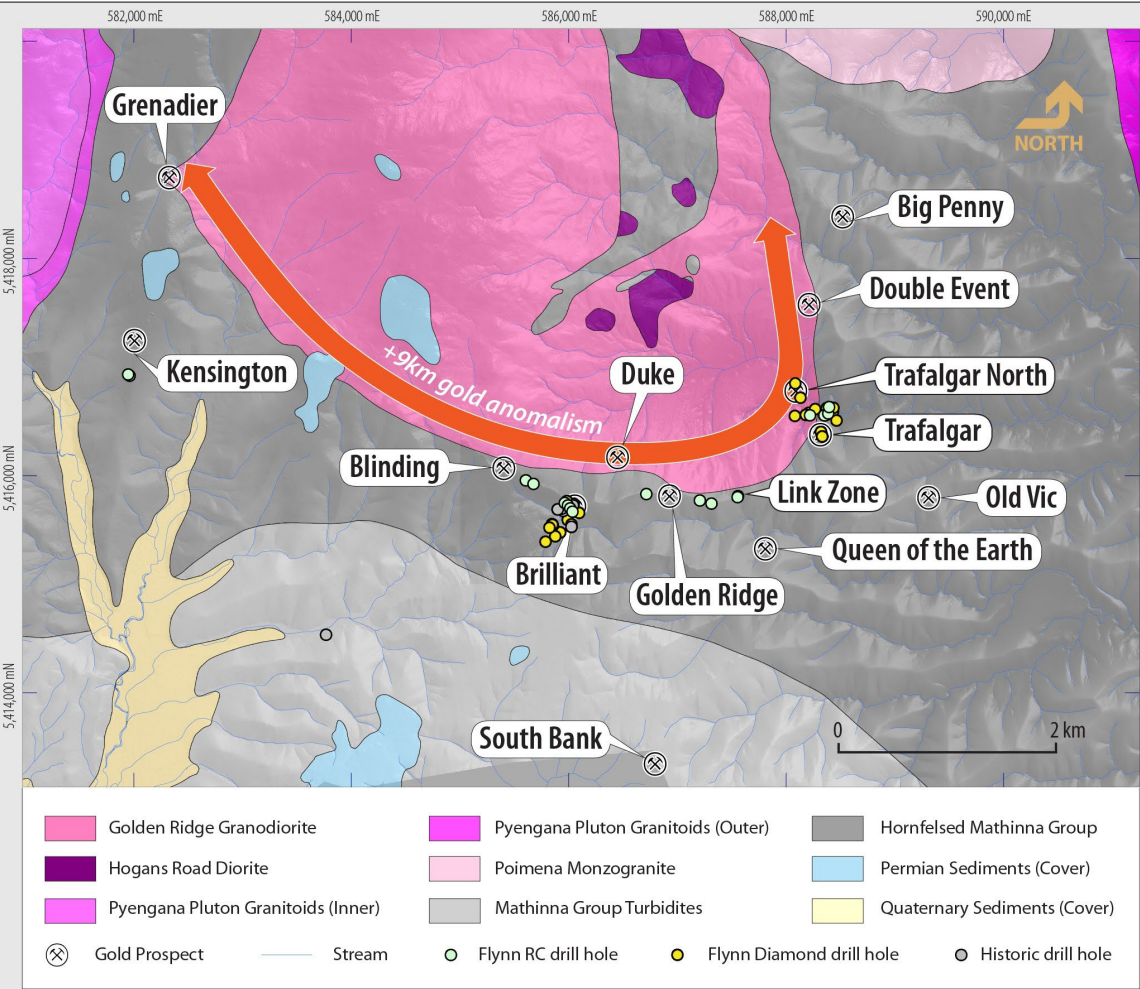 582,000 mE
584,000 mE
586,000 mE
588,000 mE
590,000 mE
5,418,000 mN
5,416,000 mN
5,414,000 mN
Grenadier
NORTH
Big Penny
Double Event
Kensington
+9km gold anomalism
Duke
Trafalgar North
Trafalgar
Blinding
Link Zone
Old Vic
Queen of the Earth
Brilliant
Golden Ridge
South Bank
0
2 km
Golden Ridge Granodiorite
Pyengana Pluton Granitoids (Outer)
Hornfelsed Mathinna Group
Hogans Road Diorite
Poimena Monzogranite
Permian Sediments (Cover)
Pyengana Pluton Granitoids (Inner)
Mathinna Group Turbidites
Quaternary Sediments (Cover)
Gold Prospect
Stream
Flynn RC drill hole
Flynn Diamond drill hole
Historic drill hole